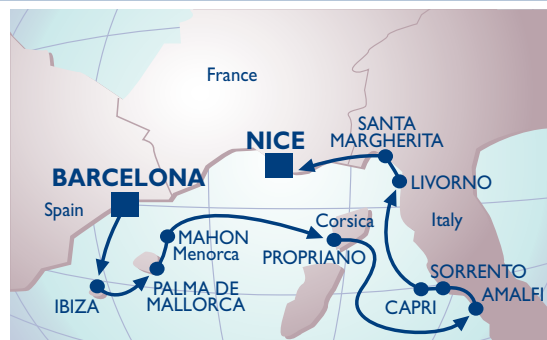 France
SANTA
MARGHERITA
NICE
BARCELONA
LIVORNO
Spain
Corsica
Italy
MAHON
Menorca
PROPRIANO
SORRENTO
PALMA DE
MALLORCA
AMALFI
IBIZA
CAPRI